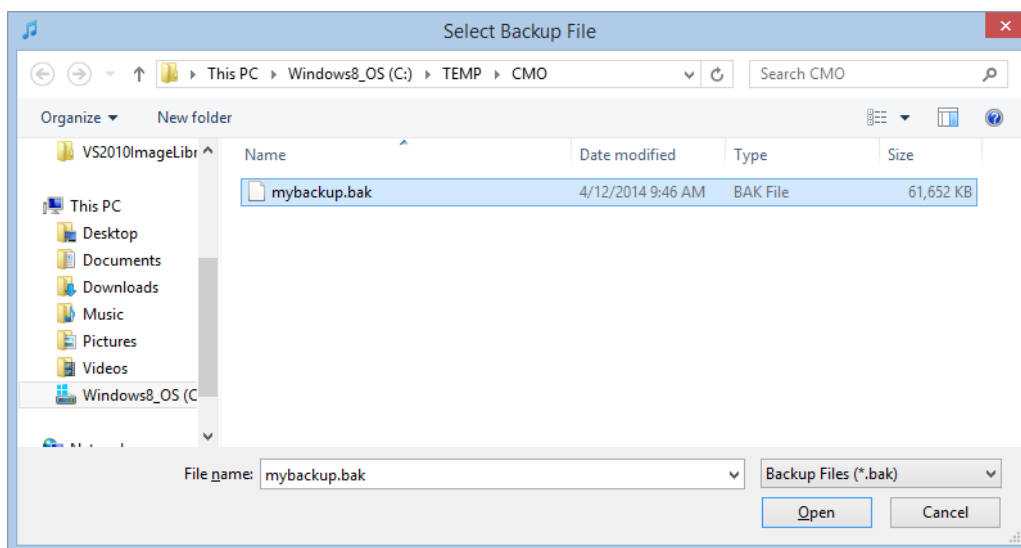 Select Backup File
This PC Windows8_OS (C:) TEMP CMO
Search CMO
Organize New folder
VS2010ImageLibr
Name Date modified Type Size
mybackup.bak 4/12/2014 9:46 AM BAK File 61,652 KB
This PC
Desktop
Documents
Downloads
Music
Pictures
Videos
Windows8_OS (C
File name: mybackup.bak Backup Files (*.bak)
Open Cancel